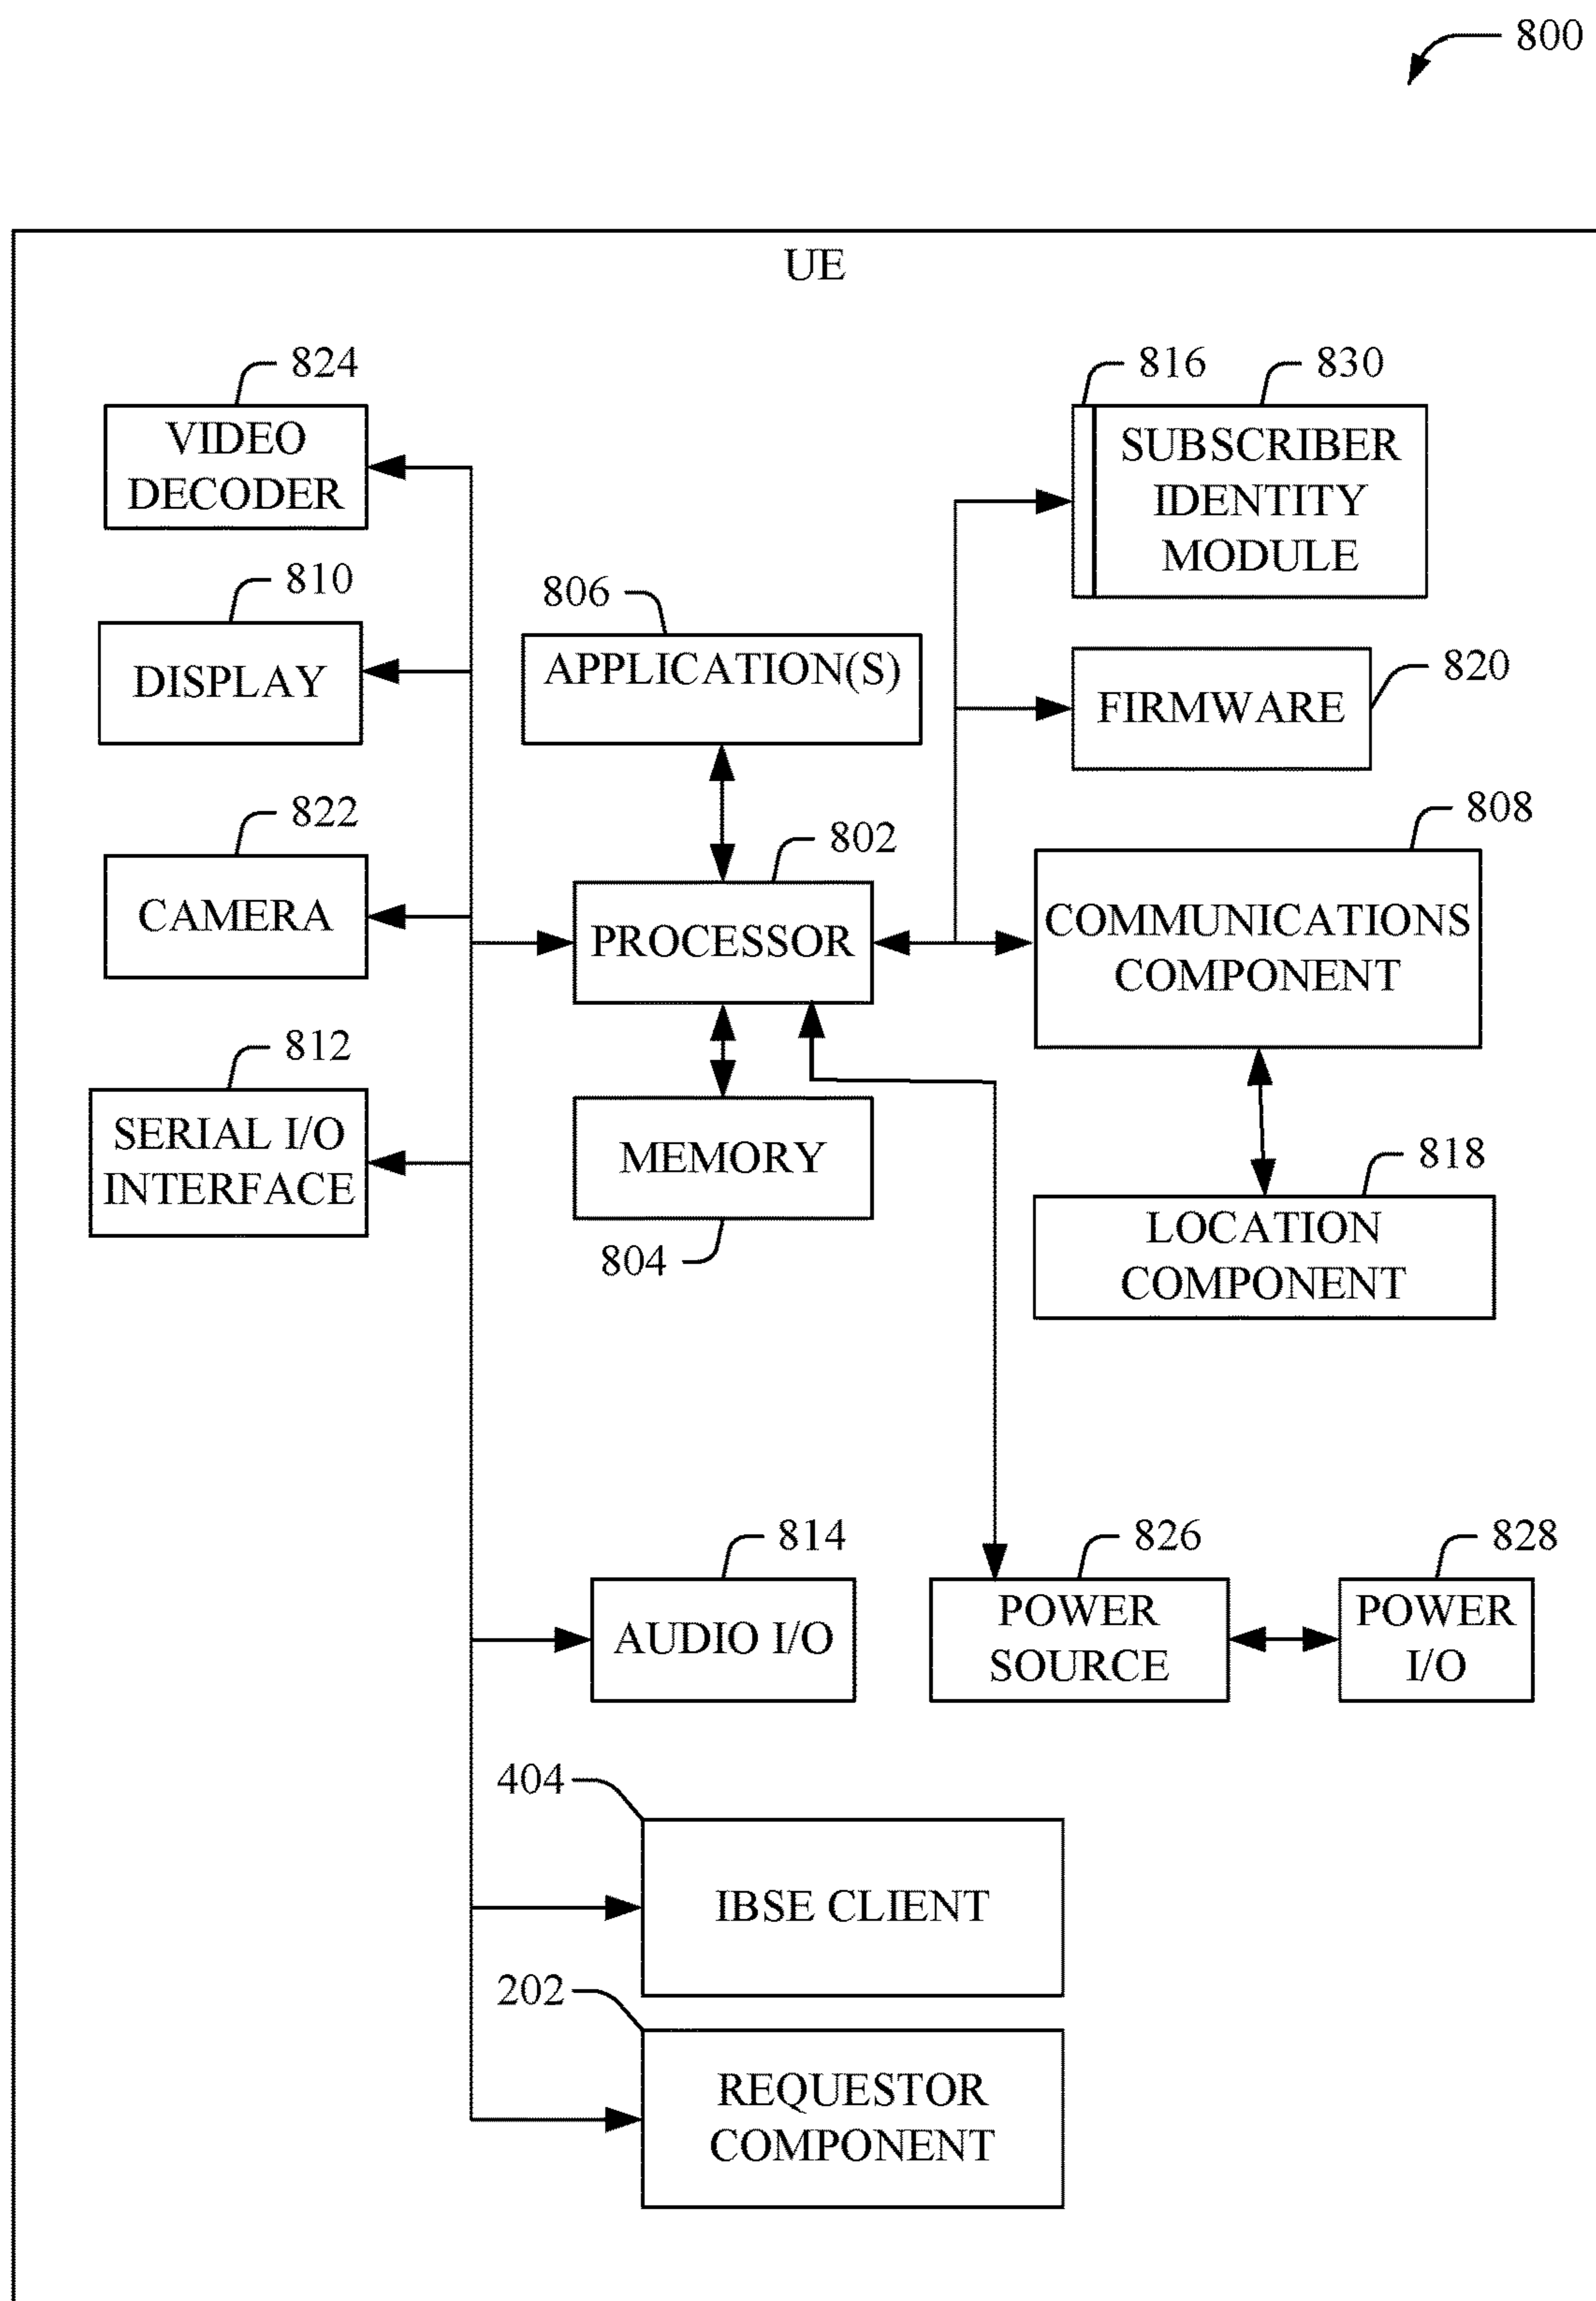 800
UE
824
VIDEO
DECODER
810
DISPLAY
822
CAMERA
812
SERIAL I/O
INTERFACE
806
APPLICATION(S)
802
PROCESSOR
MEMORY
804
816
830
SUBSCRIBER
IDENTITY
MODULE
820
FIRMWARE
808
COMMUNICATIONS
COMPONENT
818
LOCATION
COMPONENT
814
AUDIO I/O
826
POWER
SOURCE
828
POWER
I/O
404
IBSE CLIENT
202
REQUESTOR
COMPONENT